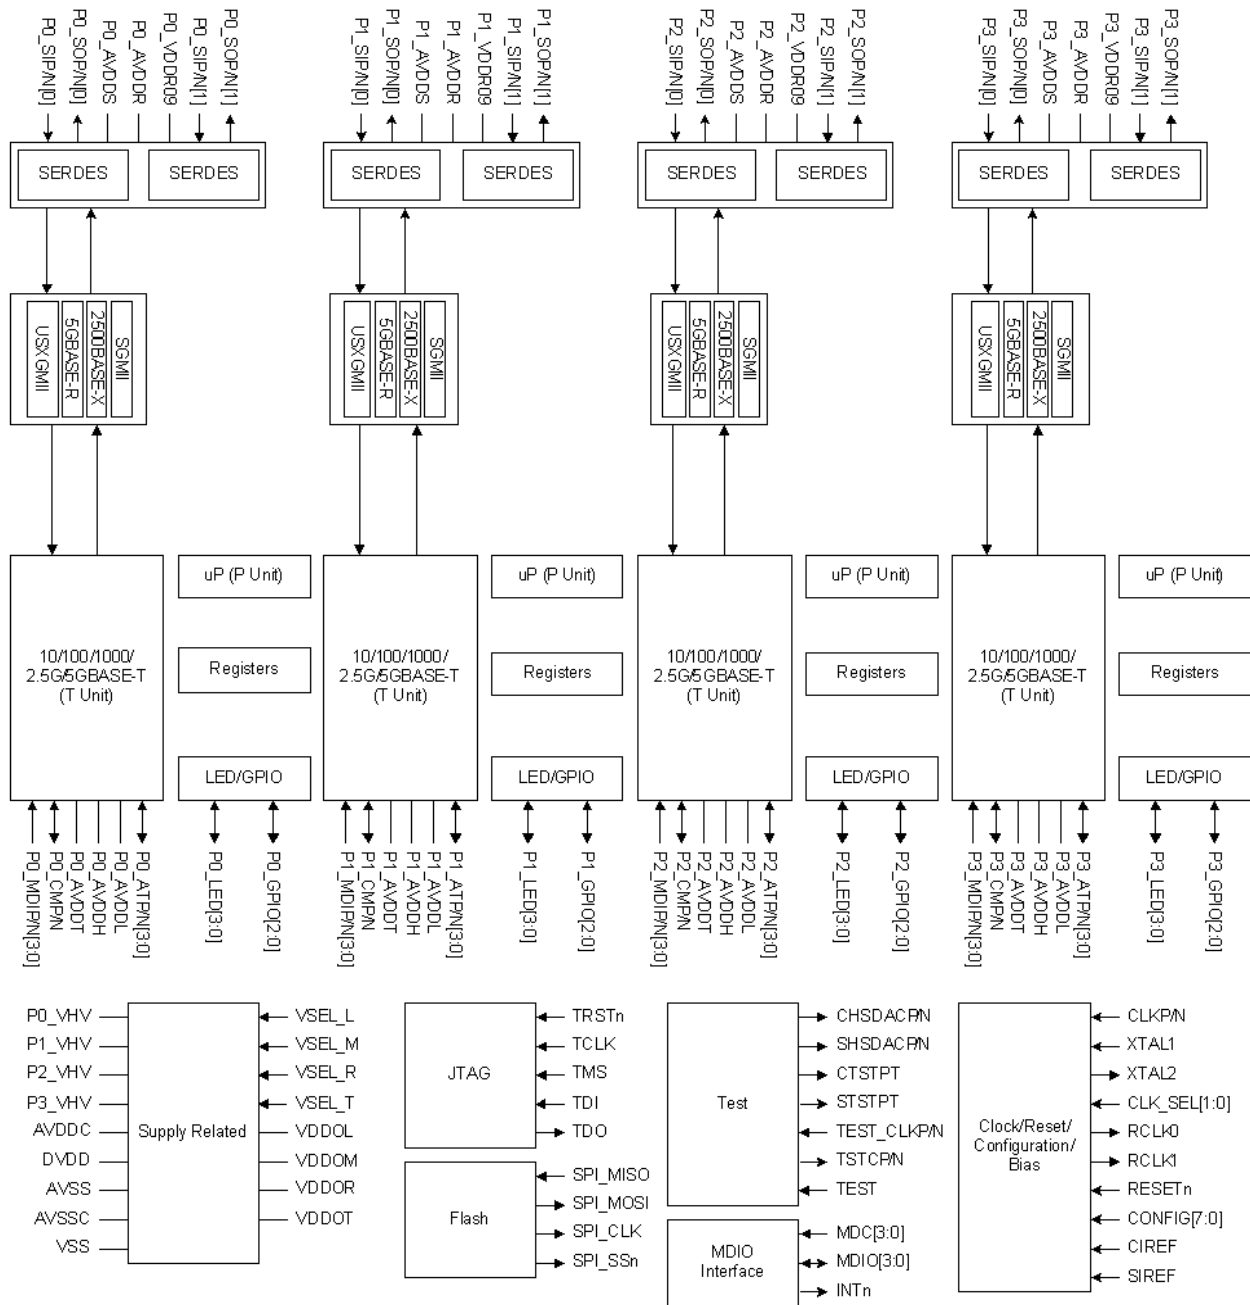 P0_SIP/N[0]
P0_SOP/N[0]
P0_AVDDS
P0_AVDDR
P0_VDDR09
P0_SIP/N[1]
P0_SOP/N[1]
P1_SIP/N[0]
P1_SOP/N[0]
P1_AVDDS
P1_AVDDR
P1_VDDR09
P1_SIP/N[1]
P1_SOP/N[1]
P2_SIP/N[0]
P2_SOP/N[0]
P2_AVDDS
P2_AVDDR
P2_VDDR09
P2_SIP/N[1]
P2_SOP/N[1]
P3_SIP/N[0]
P3_SOP/N[0]
P3_AVDDS
P3_AVDDR
P3_VDDR09
P3_SIP/N[1]
P3_SOP/N[1]
SERDES
SERDES
SERDES
SERDES
SERDES
SERDES
SERDES
SERDES
USXGMII
5GBASE-R
2500BASE-X
SGMII
USXGMII
5GBASE-R
2500BASE-X
SGMII
USXGMII
5GBASE-R
2500BASE-X
SGMII
USXGMII
5GBASE-R
2500BASE-X
SGMII
10/100/1000/
2.5G/5GBASE-T
(T Unit)
uP (P Unit)
Registers
LED/GPIO
10/100/1000/
2.5G/5GBASE-T
(T Unit)
uP (P Unit)
Registers
LED/GPIO
10/100/1000/
2.5G/5GBASE-T
(T Unit)
uP (P Unit)
Registers
LED/GPIO
10/100/1000/
2.5G/5GBASE-T
(T Unit)
uP (P Unit)
Registers
LED/GPIO
P0_MDIP/N[3:0]
P0_CMP/N
P0_AVDDT
P0_AVDDH
P0_AVDDL
P0_ATP/N[3:0]
P0_LED[3:0]
P0_GPIO[2:0]
P1_MDIP/N[3:0]
P1_CMP/N
P1_AVDDT
P1_AVDDH
P1_AVDDL
P1_ATP/N[3:0]
P1_LED[3:0]
P1_GPIO[2:0]
P2_MDIP/N[3:0]
P2_CMP/N
P2_AVDDT
P2_AVDDH
P2_AVDDL
P2_ATP/N[3:0]
P2_LED[3:0]
P2_GPIO[2:0]
P3_MDIP/N[3:0]
P3_CMP/N
P3_AVDDT
P3_AVDDH
P3_AVDDL
P3_ATP/N[3:0]
P3_LED[3:0]
P3_GPIO[2:0]
P0_VHV
P1_VHV
P2_VHV
P3_VHV
AVDDC
DVDD
AVSS
AVSSC
VSS
Supply Related
VSEL_L
VSEL_M
VSEL_R
VSEL_T
VDDOL
VDDOM
VDDOR
VDDOT
JTAG
TRSTn
TCLK
TMS
TDI
TDO
Flash
SPI_MISO
SPI_MOSI
SPI_CLK
SPI_SSn
Test
CHSDACP/N
SHSDACP/N
CTSTPT
STSTPT
TEST_CLKP/N
TSTCP/N
TEST
MDIO
Interface
MDC[3:0]
MDIO[3:0]
INTn
Clock/Reset/
Configuration/
Bias
CLKP/N
XTAL1
XTAL2
CLK_SEL[1:0]
RCLK0
RCLK1
RESETn
CONFIG[7:0]
CIREF
SIREF